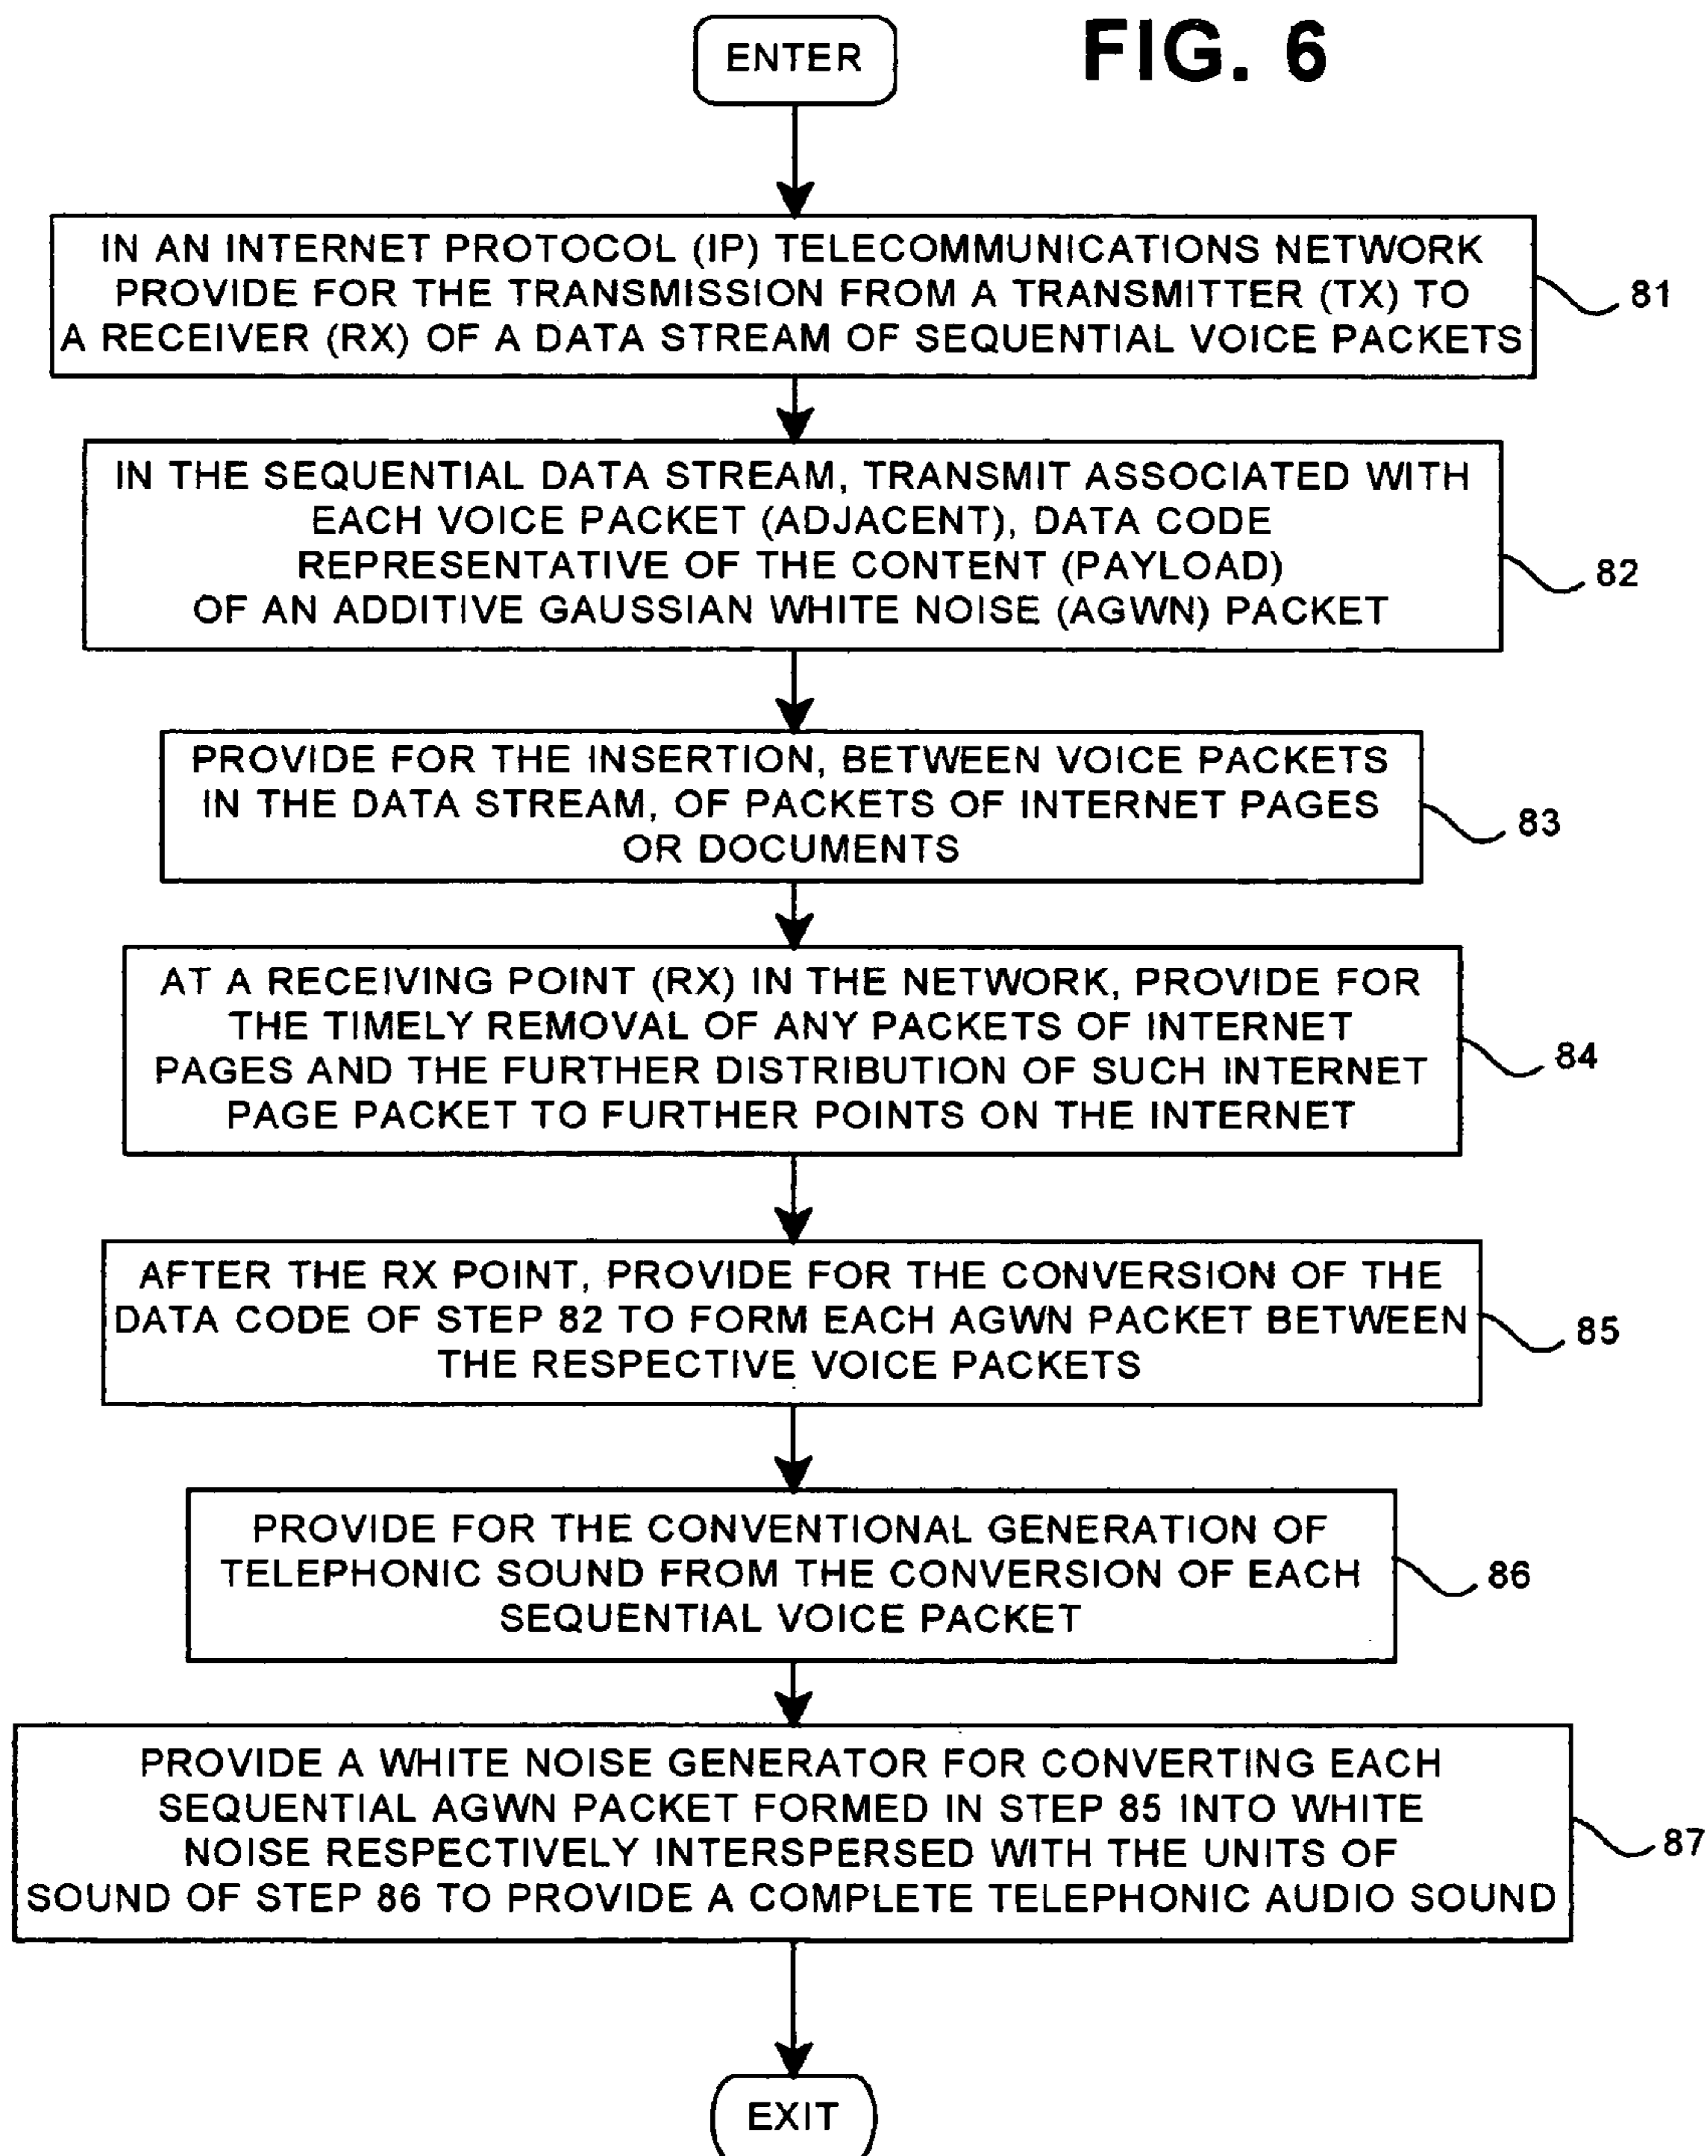 ENTER
FIG. 6
IN AN INTERNET PROTOCOL (IP) TELECOMMUNICATIONS NETWORK
PROVIDE FOR THE TRANSMISSION FROM A TRANSMITTER (TX) TO
A RECEIVER (RX) OF A DATA STREAM OF SEQUENTIAL VOICE PACKETS
81
IN THE SEQUENTIAL DATA STREAM, TRANSMIT ASSOCIATED WITH
EACH VOICE PACKET (ADJACENT), DATA CODE
REPRESENTATIVE OF THE CONTENT (PAYLOAD)
OF AN ADDITIVE GAUSSIAN WHITE NOISE (AGWN) PACKET
82
PROVIDE FOR THE INSERTION, BETWEEN VOICE PACKETS
IN THE DATA STREAM, OF PACKETS OF INTERNET PAGES
OR DOCUMENTS
83
AT A RECEIVING POINT (RX) IN THE NETWORK, PROVIDE FOR
THE TIMELY REMOVAL OF ANY PACKETS OF INTERNET
PAGES AND THE FURTHER DISTRIBUTION OF SUCH INTERNET
PAGE PACKET TO FURTHER POINTS ON THE INTERNET
84
AFTER THE RX POINT, PROVIDE FOR THE CONVERSION OF THE
DATA CODE OF STEP 82 TO FORM EACH AGWN PACKET BETWEEN
THE RESPECTIVE VOICE PACKETS
85
PROVIDE FOR THE CONVENTIONAL GENERATION OF
TELEPHONIC SOUND FROM THE CONVERSION OF EACH
SEQUENTIAL VOICE PACKET
86
PROVIDE A WHITE NOISE GENERATOR FOR CONVERTING EACH
SEQUENTIAL AGWN PACKET FORMED IN STEP 85 INTO WHITE
NOISE RESPECTIVELY INTERSPERSED WITH THE UNITS OF
SOUND OF STEP 86 TO PROVIDE A COMPLETE TELEPHONIC AUDIO SOUND
87
EXIT